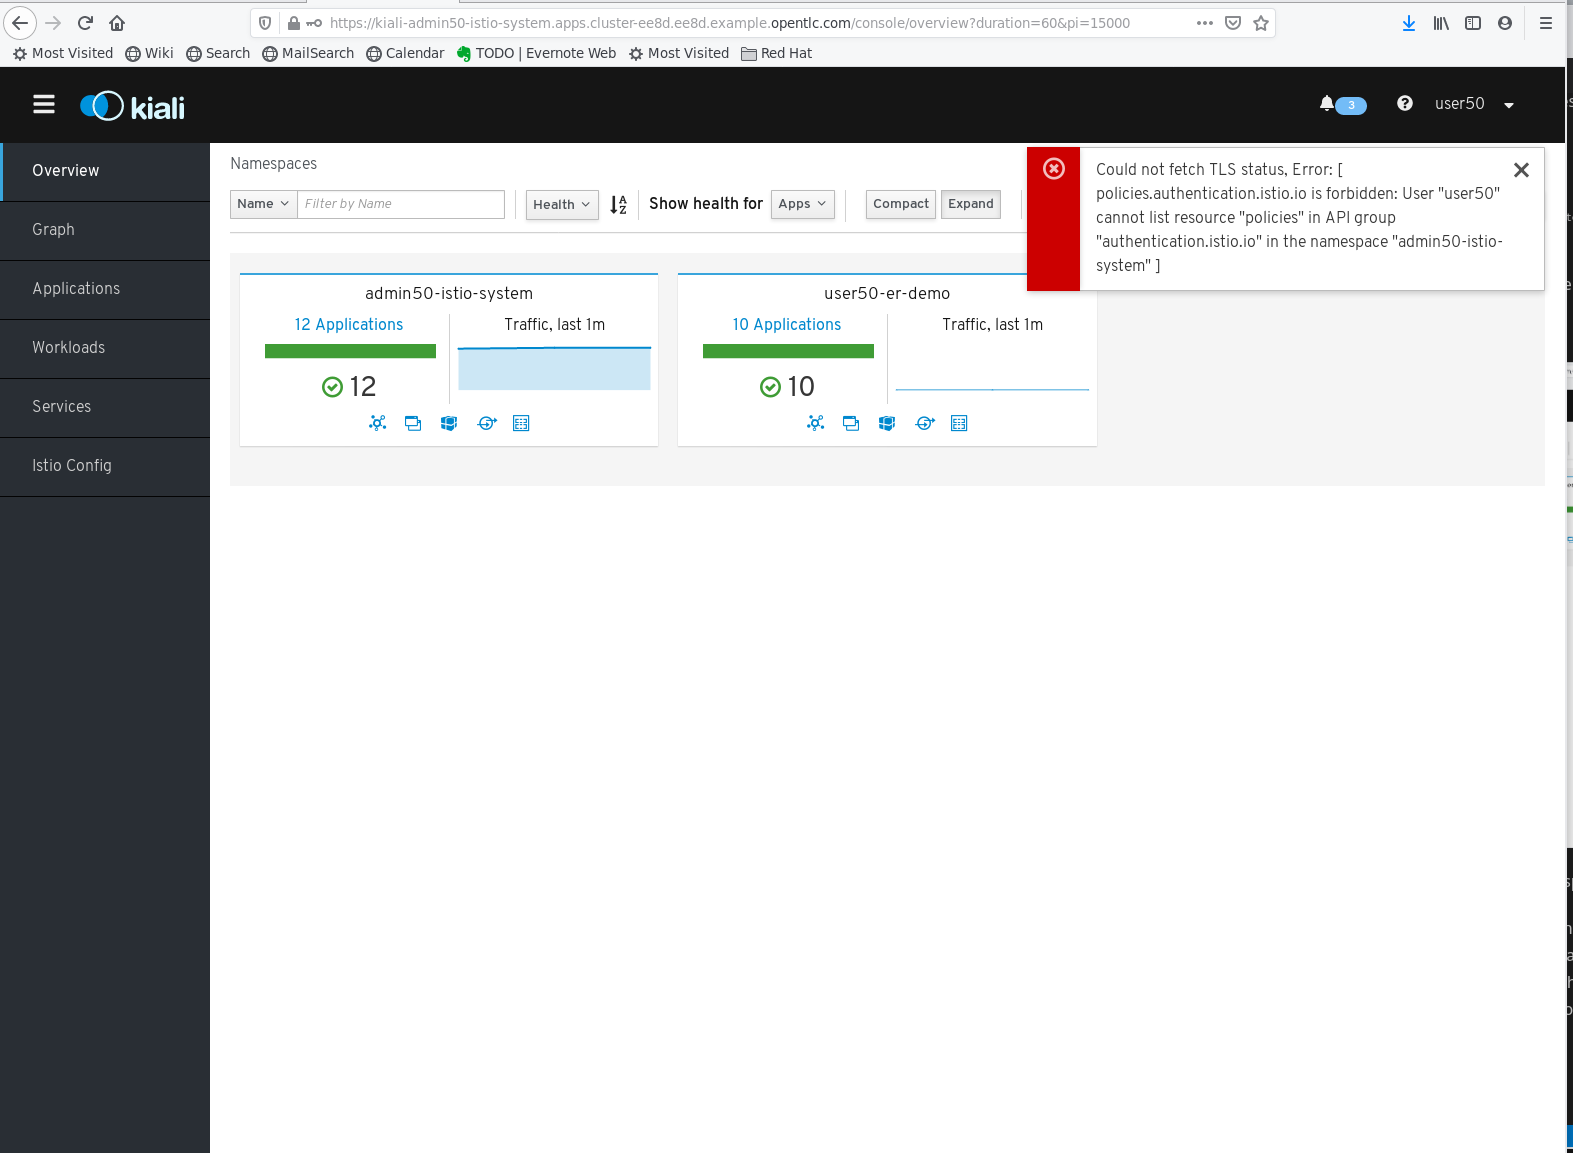 https://kiali-admin50-istio-system.apps.cluster-ee8d.ee8d.example.opentlc.com/console/overview?duration=60&pi=15000
Most Visited Wiki Search MailSearch Calendar TODO | Evernote Web Most Visited Red Hat
kiali 3 user50
Overview
Graph
Applications
Workloads
Services
Istio Config
Namespaces
Name Filter by Name Health Show health for Apps Compact Expand
Could not fetch TLS status, Error: [
policies.authentication.istio.io is forbidden: User "user50"
cannot list resource "policies" in API group
"authentication.istio.io" in the namespace "admin50-istio-
system" ]
admin50-istio-system
12 Applications Traffic, last 1m
12
user50-er-demo
10 Applications Traffic, last 1m
10